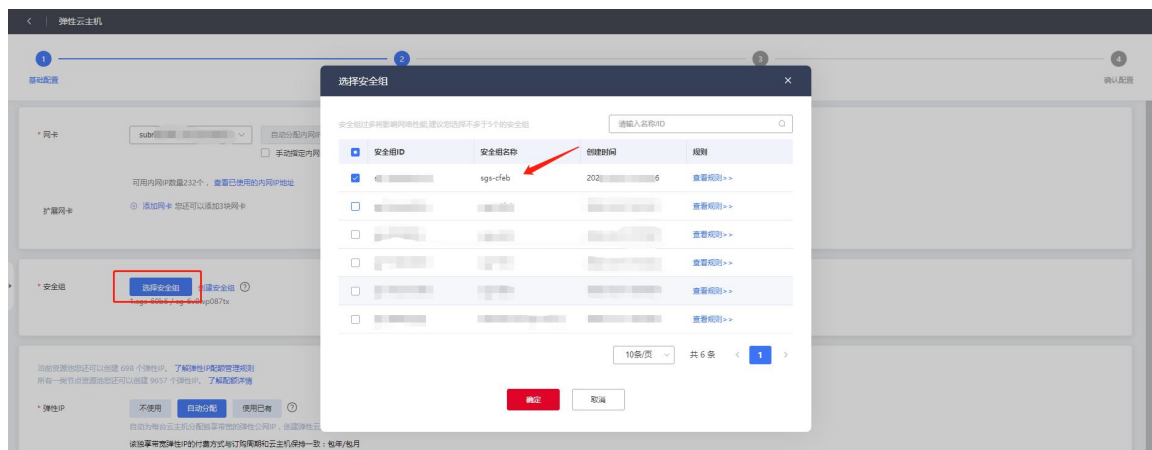 弹性云主机
1
2
3
4
基础配置
确认配置
选择安全组
安全组过多将影响网络性能,建议您选择不多于5个的安全组
请输入名称/ID
* 网卡
自动分配内网IP
手动指定内网
可用内网IP数量232个， 查看已使用的内网IP地址
扩展网卡
添加网卡 您还可以添加3块网卡
安全组ID 安全组名称 创建时间 规则
sgs-cfeb 查看规则>>
查看规则>>
查看规则>>
查看规则>>
查看规则>>
查看规则>>
10条/页 共 6 条 < 1 >
确定 取消
* 安全组
选择安全组 创建安全组
当前资源池您还可以创建 698 个弹性IP。 了解弹性IP配额管理规则
所有一类节点资源池您还可以创建 9057 个弹性IP。 了解配额详情
* 弹性IP
不使用 自动分配 使用已有
自动为每台云主机分配独享带宽的弹性公网IP，创建弹性云
该独享带宽弹性IP的付费方式与订购周期和云主机保持一致：包年/包月